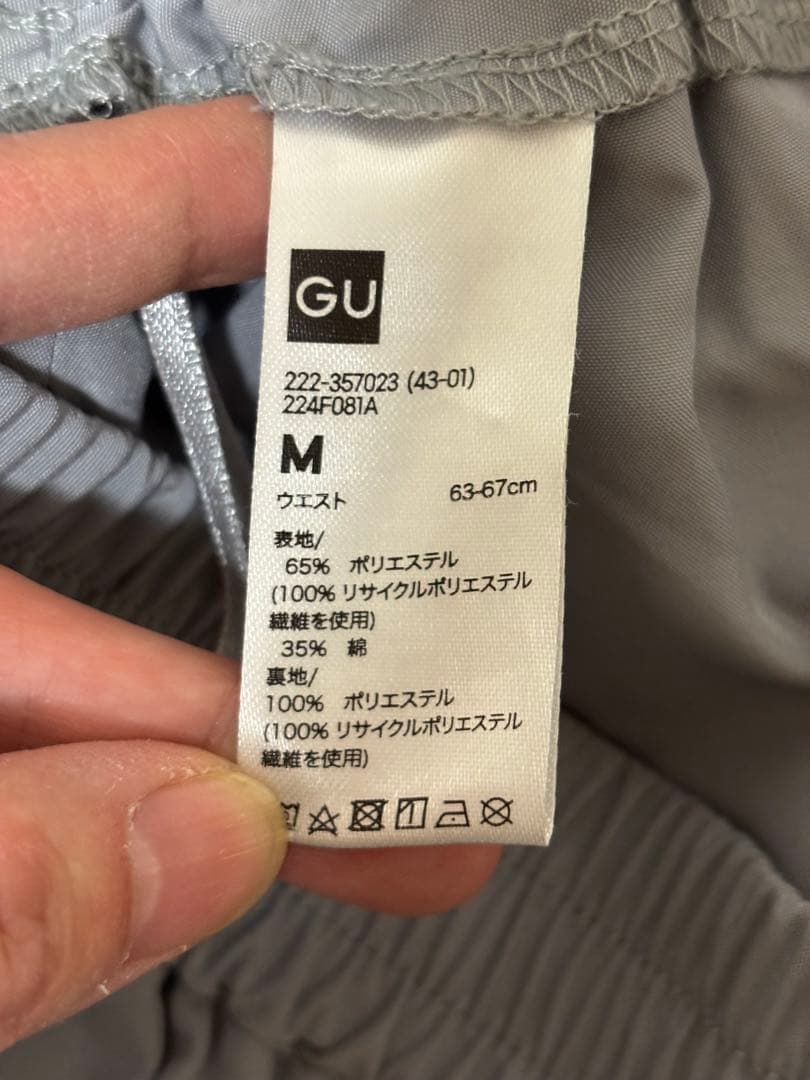 GU
222-357023 (43-01)
224F081A
M
ウエスト 63-67cm
表地/
65% ポリエステル
(100% リサイクルポリエステル
繊維を使用)
35% 綿
裏地/
100% ポリエステル
(100% リサイクルポリエステル
繊維を使用)